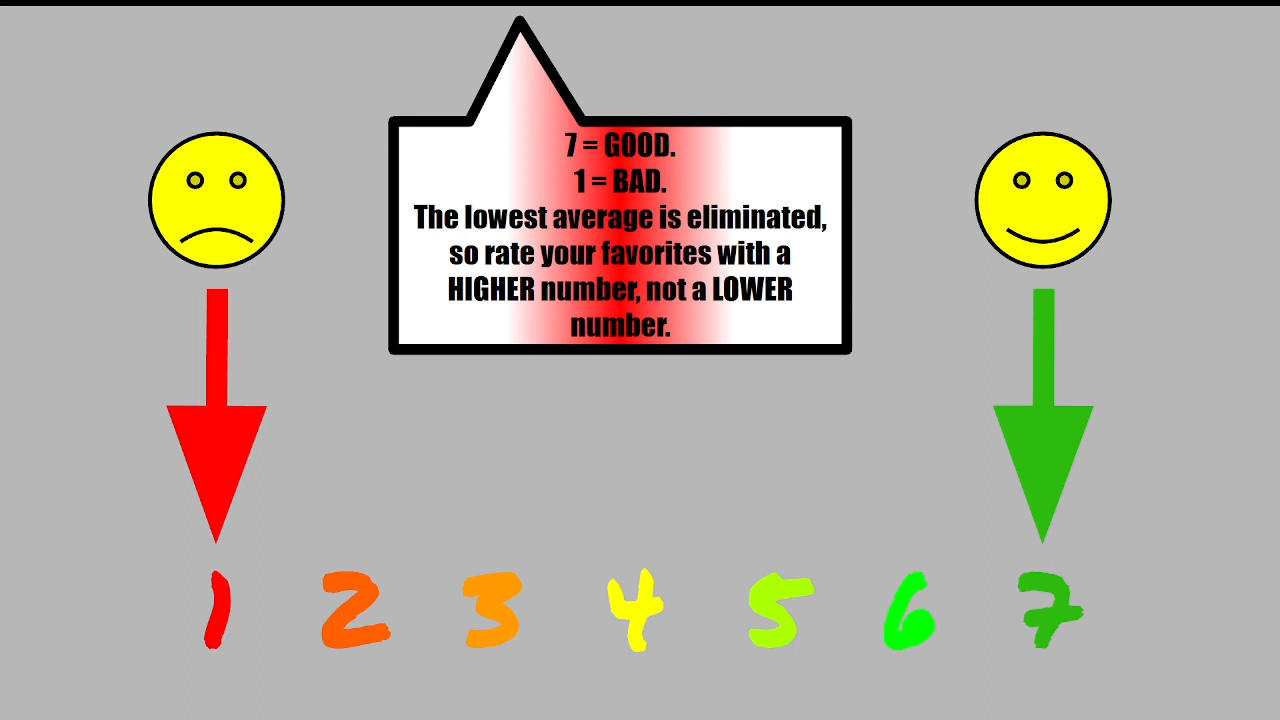 7 = GOOD.
1 = BAD.
The lowest average is eliminated,
so rate your favorites with a
HIGHER number, not a LOWER
number.
1 2 3 4 5 6 7